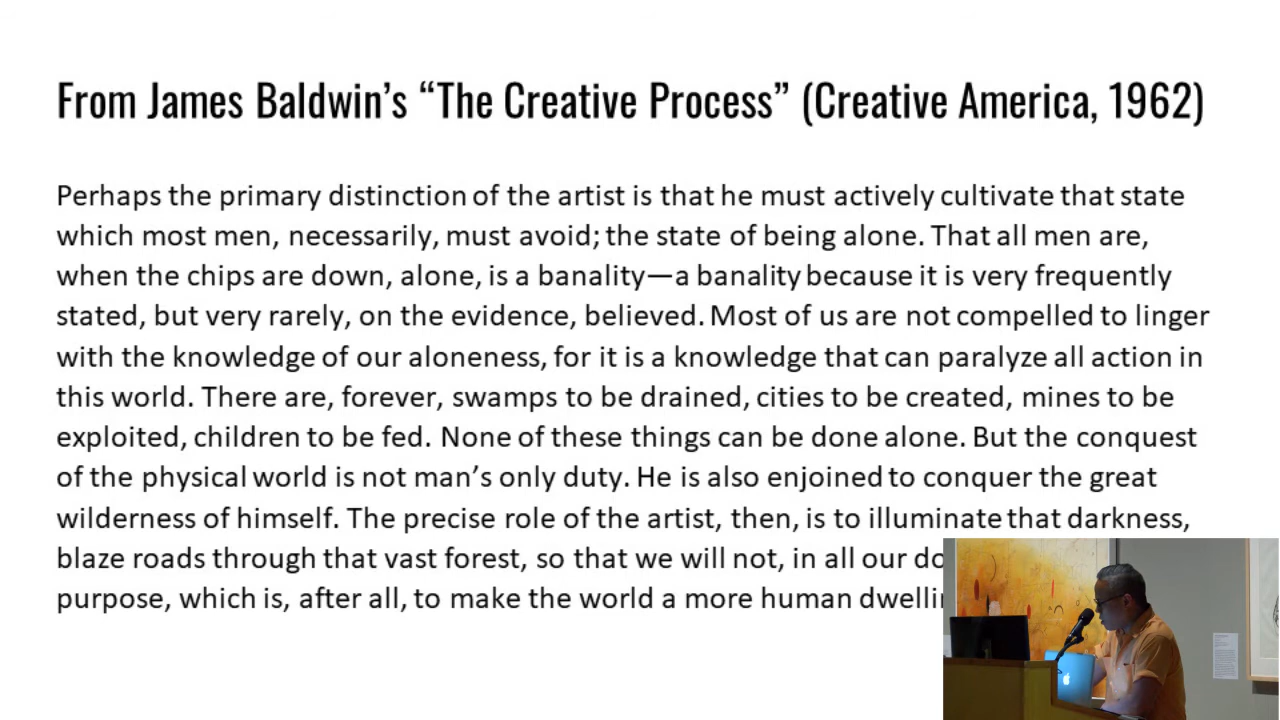 From James Baldwin’s “The Creative Process” (Creative America, 1962)
Perhaps the primary distinction of the artist is that he must actively cultivate that state
which most men, necessarily, must avoid; the state of being alone. That all men are,
when the chips are down, alone, is a banality—a banality because it is very frequently
stated, but very rarely, on the evidence, believed. Most of us are not compelled to linger
with the knowledge of our aloneness, for it is a knowledge that can paralyze all action in
this world. There are, forever, swamps to be drained, cities to be created, mines to be
exploited, children to be fed. None of these things can be done alone. But the conquest
of the physical world is not man’s only duty. He is also enjoined to conquer the great
wilderness of himself. The precise role of the artist, then, is to illuminate that darkness,
blaze roads through that vast forest, so that we will not, in all our
purpose, which is, after all, to make the world a more human